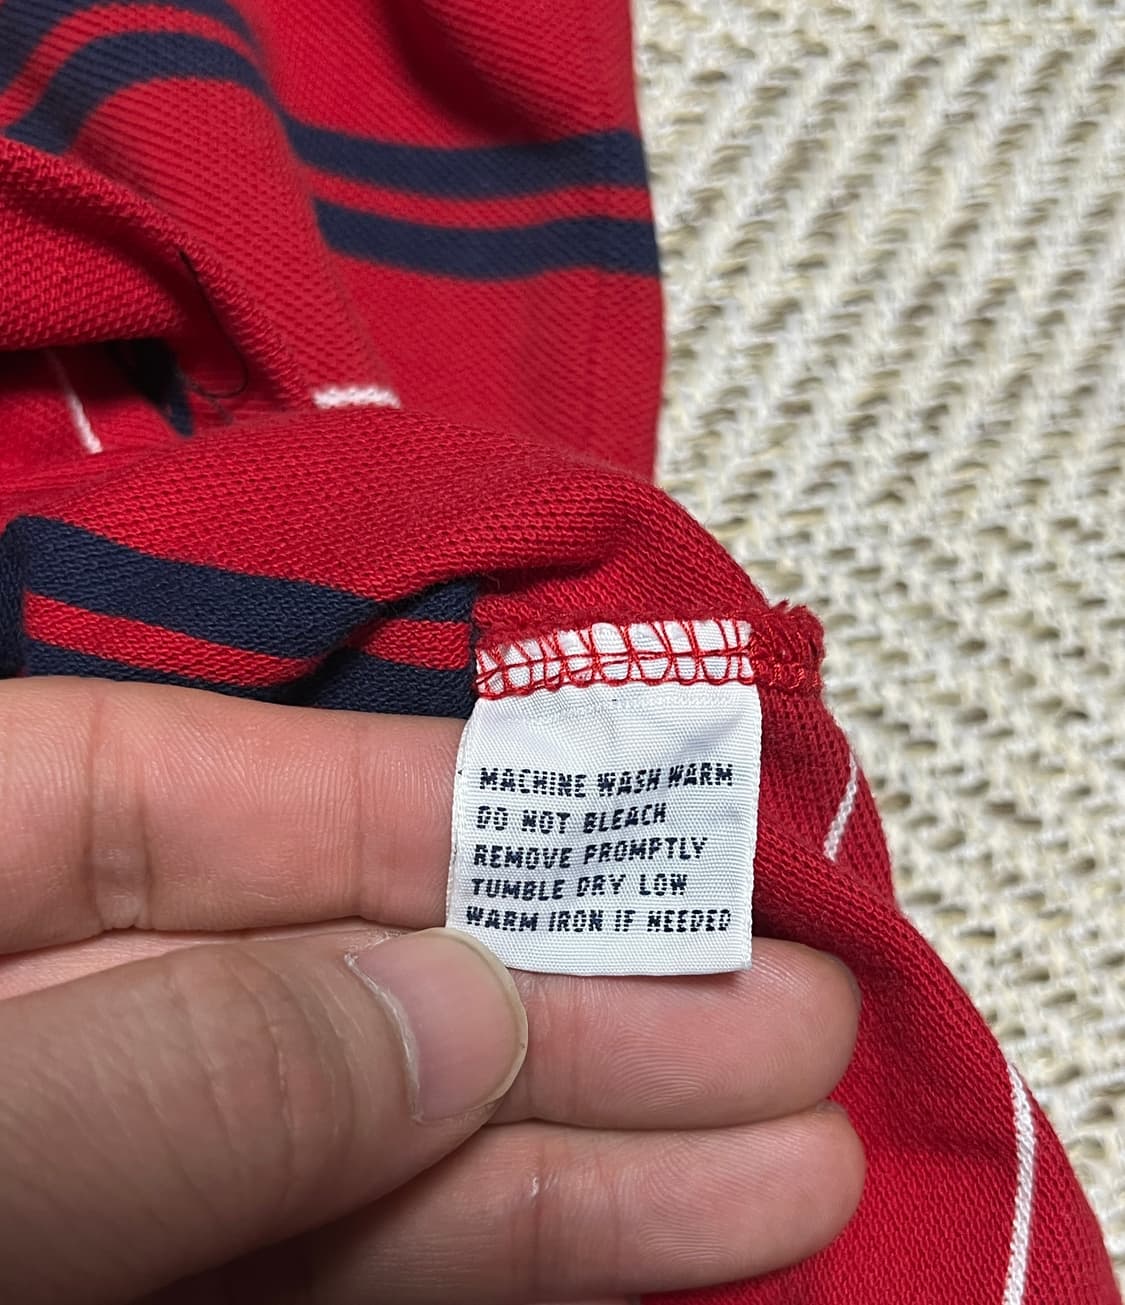 MACHINE WASH WARM
DO NOT BLEACH
REMOVE PROMPTLY
TUMBLE DRY LOW
WARM IRON IF NEEDED